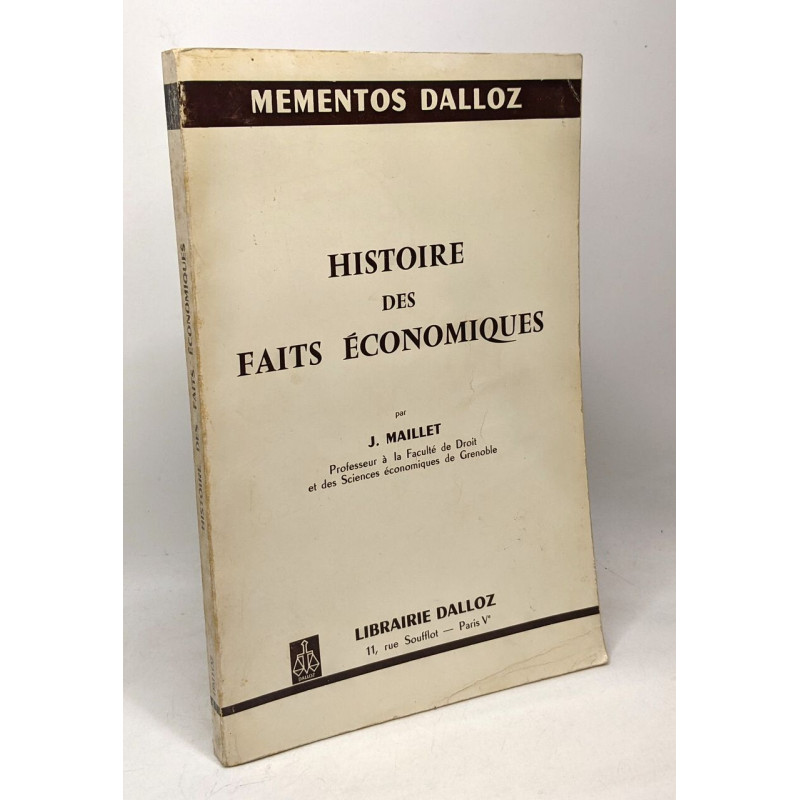 MEMENTOS DALLOZ
HISTOIRE
DES
FAITS ÉCONOMIQUES
par
J. MAILLET
Professeur à la Faculté de Droit
et des Sciences économiques de Grenoble
LIBRAIRIE DALLOZ
11, rue Soufflot — Paris Ve
DALLOZ
HISTOIRE DES FAITS ÉCONOMIQUES